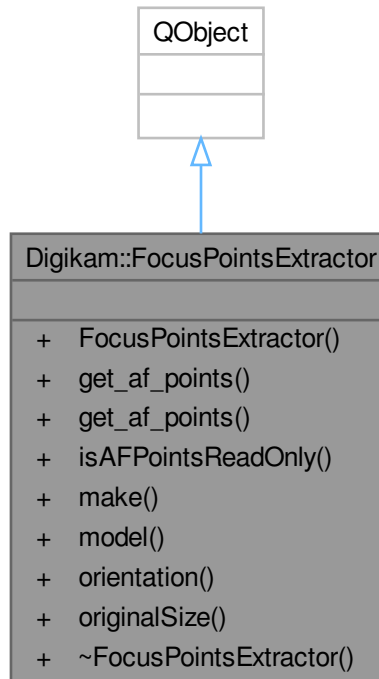 QObject
Digikam::FocusPointsExtractor
+ FocusPointsExtractor()
+ get_af_points()
+ get_af_points()
+ isAFPointsReadOnly()
+ make()
+ model()
+ orientation()
+ originalSize()
+ ~FocusPointsExtractor()